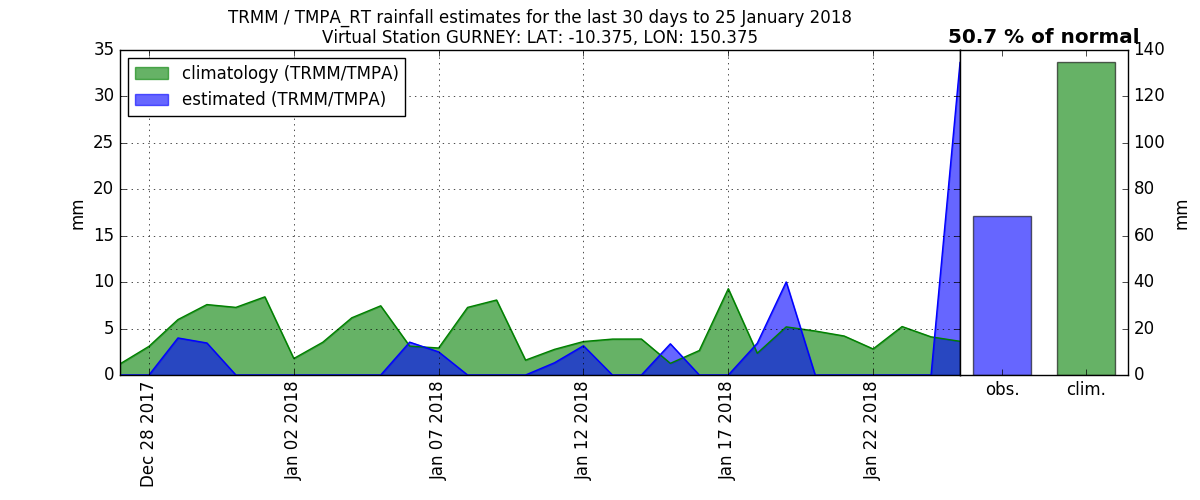 TRMM / TMPA_RT rainfall estimates for the last 30 days to 25 January 2018
Virtual Station GURNEY: LAT: -10.375, LON: 150.375
50.7 % of normal
climatology (TRMM/TMPA)
estimated (TRMM/TMPA)
35
30
25
20
15
10
5
0
mm
Dec 28 2017
Jan 02 2018
Jan 07 2018
Jan 12 2018
Jan 17 2018
Jan 22 2018
obs.
clim.
140
120
100
80
60
40
20
0
mm